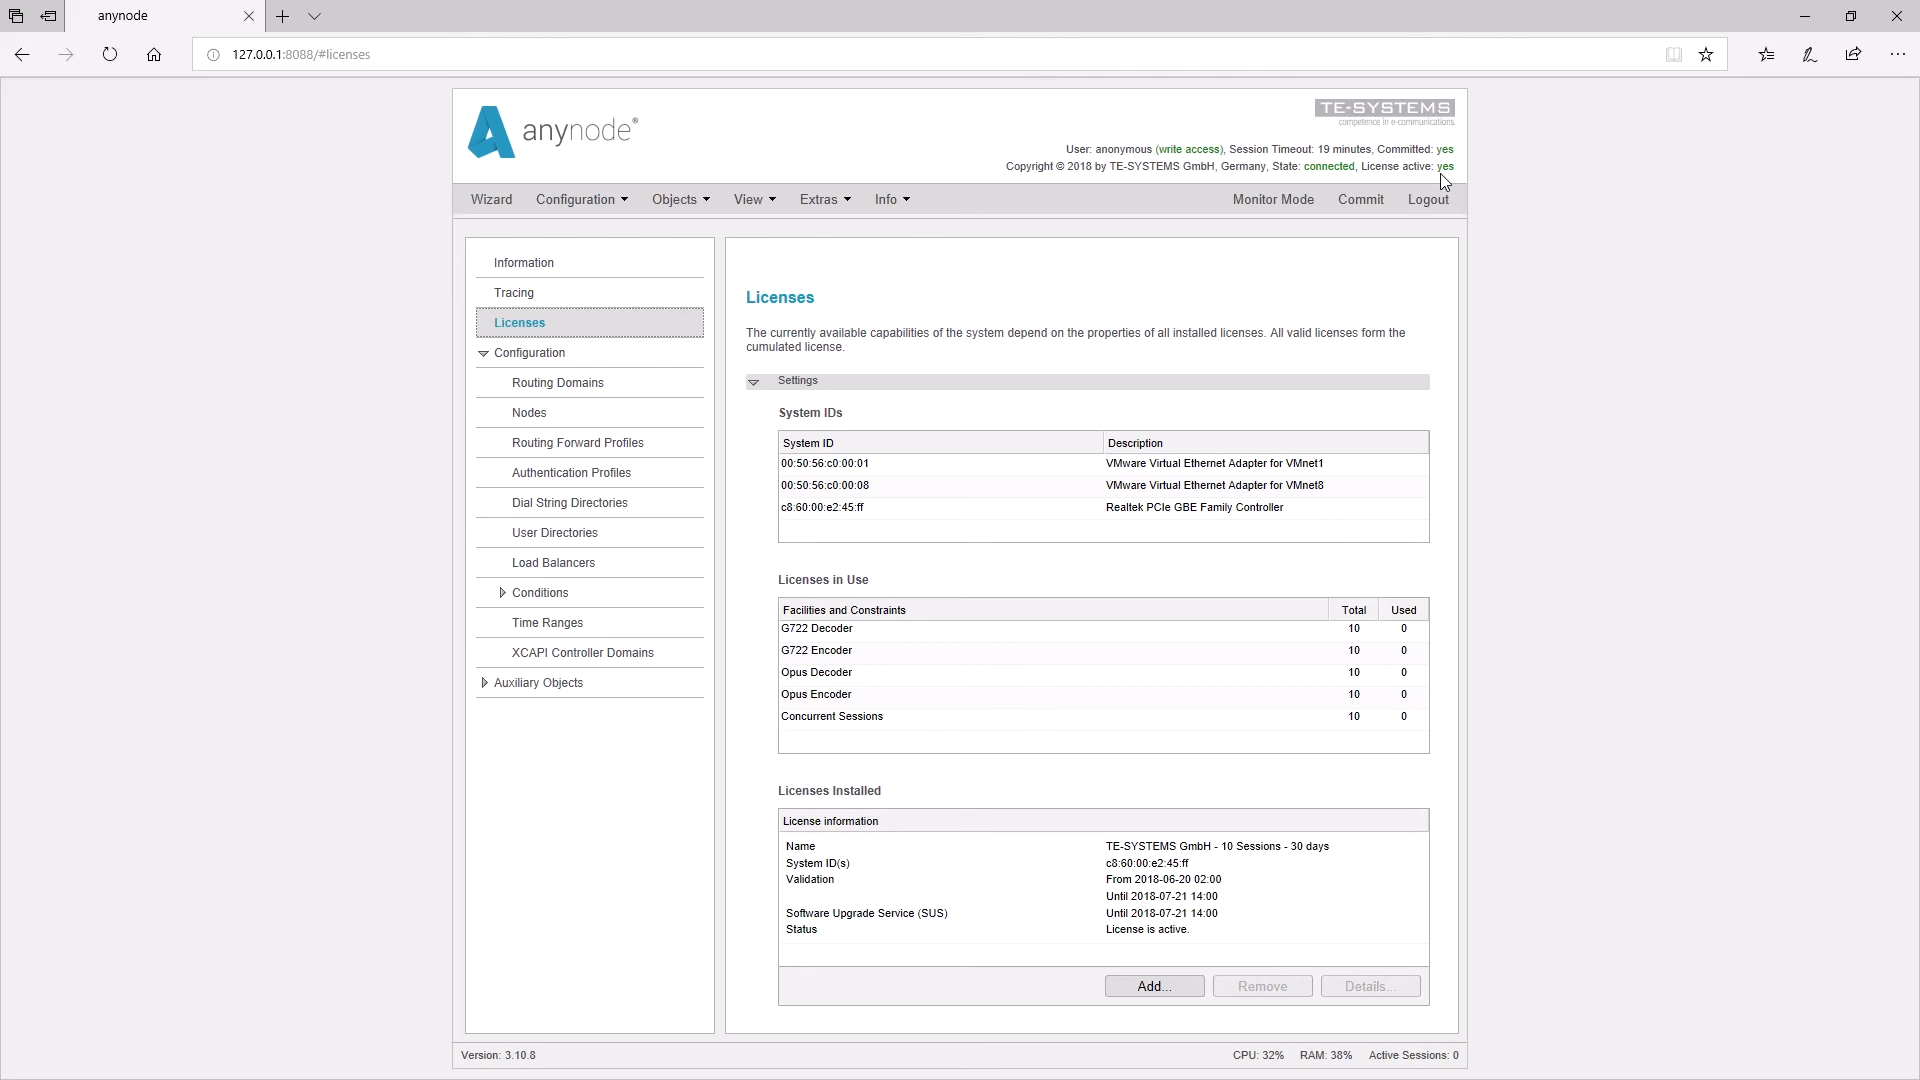 anynode
127.0.0.1:8088/#licenses
anynode®
TE-SYSTEMS
competence in e-communications
User: anonymous (write access), Session Timeout: 19 minutes, Committed: yes
Copyright © 2018 by TE-SYSTEMS GmbH, Germany, State: connected, License active: yes
Wizard Configuration Objects View Extras Info Monitor Mode Commit Logout
Information
Tracing
Licenses
Configuration
Routing Domains
Nodes
Routing Forward Profiles
Authentication Profiles
Dial String Directories
User Directories
Load Balancers
Conditions
Time Ranges
XCAPI Controller Domains
Auxiliary Objects
Licenses
The currently available capabilities of the system depend on the properties of all installed licenses. All valid licenses form the
cumulated license.
Settings
System IDs
System ID Description
00:50:56:c0:00:01 VMware Virtual Ethernet Adapter for VMnet1
00:50:56:c0:00:08 VMware Virtual Ethernet Adapter for VMnet8
c8:60:00:e2:45:ff Realtek PCIe GBE Family Controller
Licenses in Use
Facilities and Constraints Total Used
G722 Decoder 10 0
G722 Encoder 10 0
Opus Decoder 10 0
Opus Encoder 10 0
Concurrent Sessions 10 0
Licenses Installed
License information
Name TE-SYSTEMS GmbH - 10 Sessions - 30 days
System ID(s) c8:60:00:e2:45:ff
Validation From 2018-06-20 02:00
Until 2018-07-21 14:00
Software Upgrade Service (SUS) Until 2018-07-21 14:00
Status License is active.
Add... Remove Details...
Version: 3.10.8 CPU: 32% RAM: 38% Active Sessions: 0